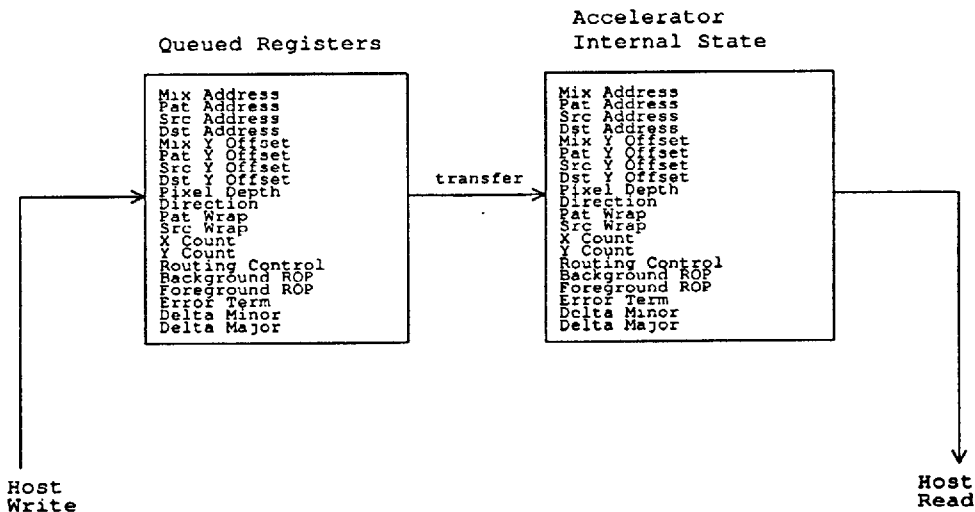 Queued Registers
Accelerator
Internal State
Mix Address
Pat Address
Src Address
Dst Address
Mix Y Offset
Pat Y Offset
Src Y Offset
Dst Y Offset
Pixel Depth
Direction
Pat Wrap
Src Wrap
X Count
Y Count
Routing Control
Background ROP
Foreground ROP
Error Term
Delta Minor
Delta Major
transfer
Mix Address
Pat Address
Src Address
Dst Address
Mix Y Offset
Pat Y Offset
Src Y Offset
Dst Y Offset
Pixel Depth
Direction
Pat Wrap
Src Wrap
X Count
Y Count
Routing Control
Background ROP
Foreground ROP
Error Term
Delta Minor
Delta Major
Host
Write
Host
Read